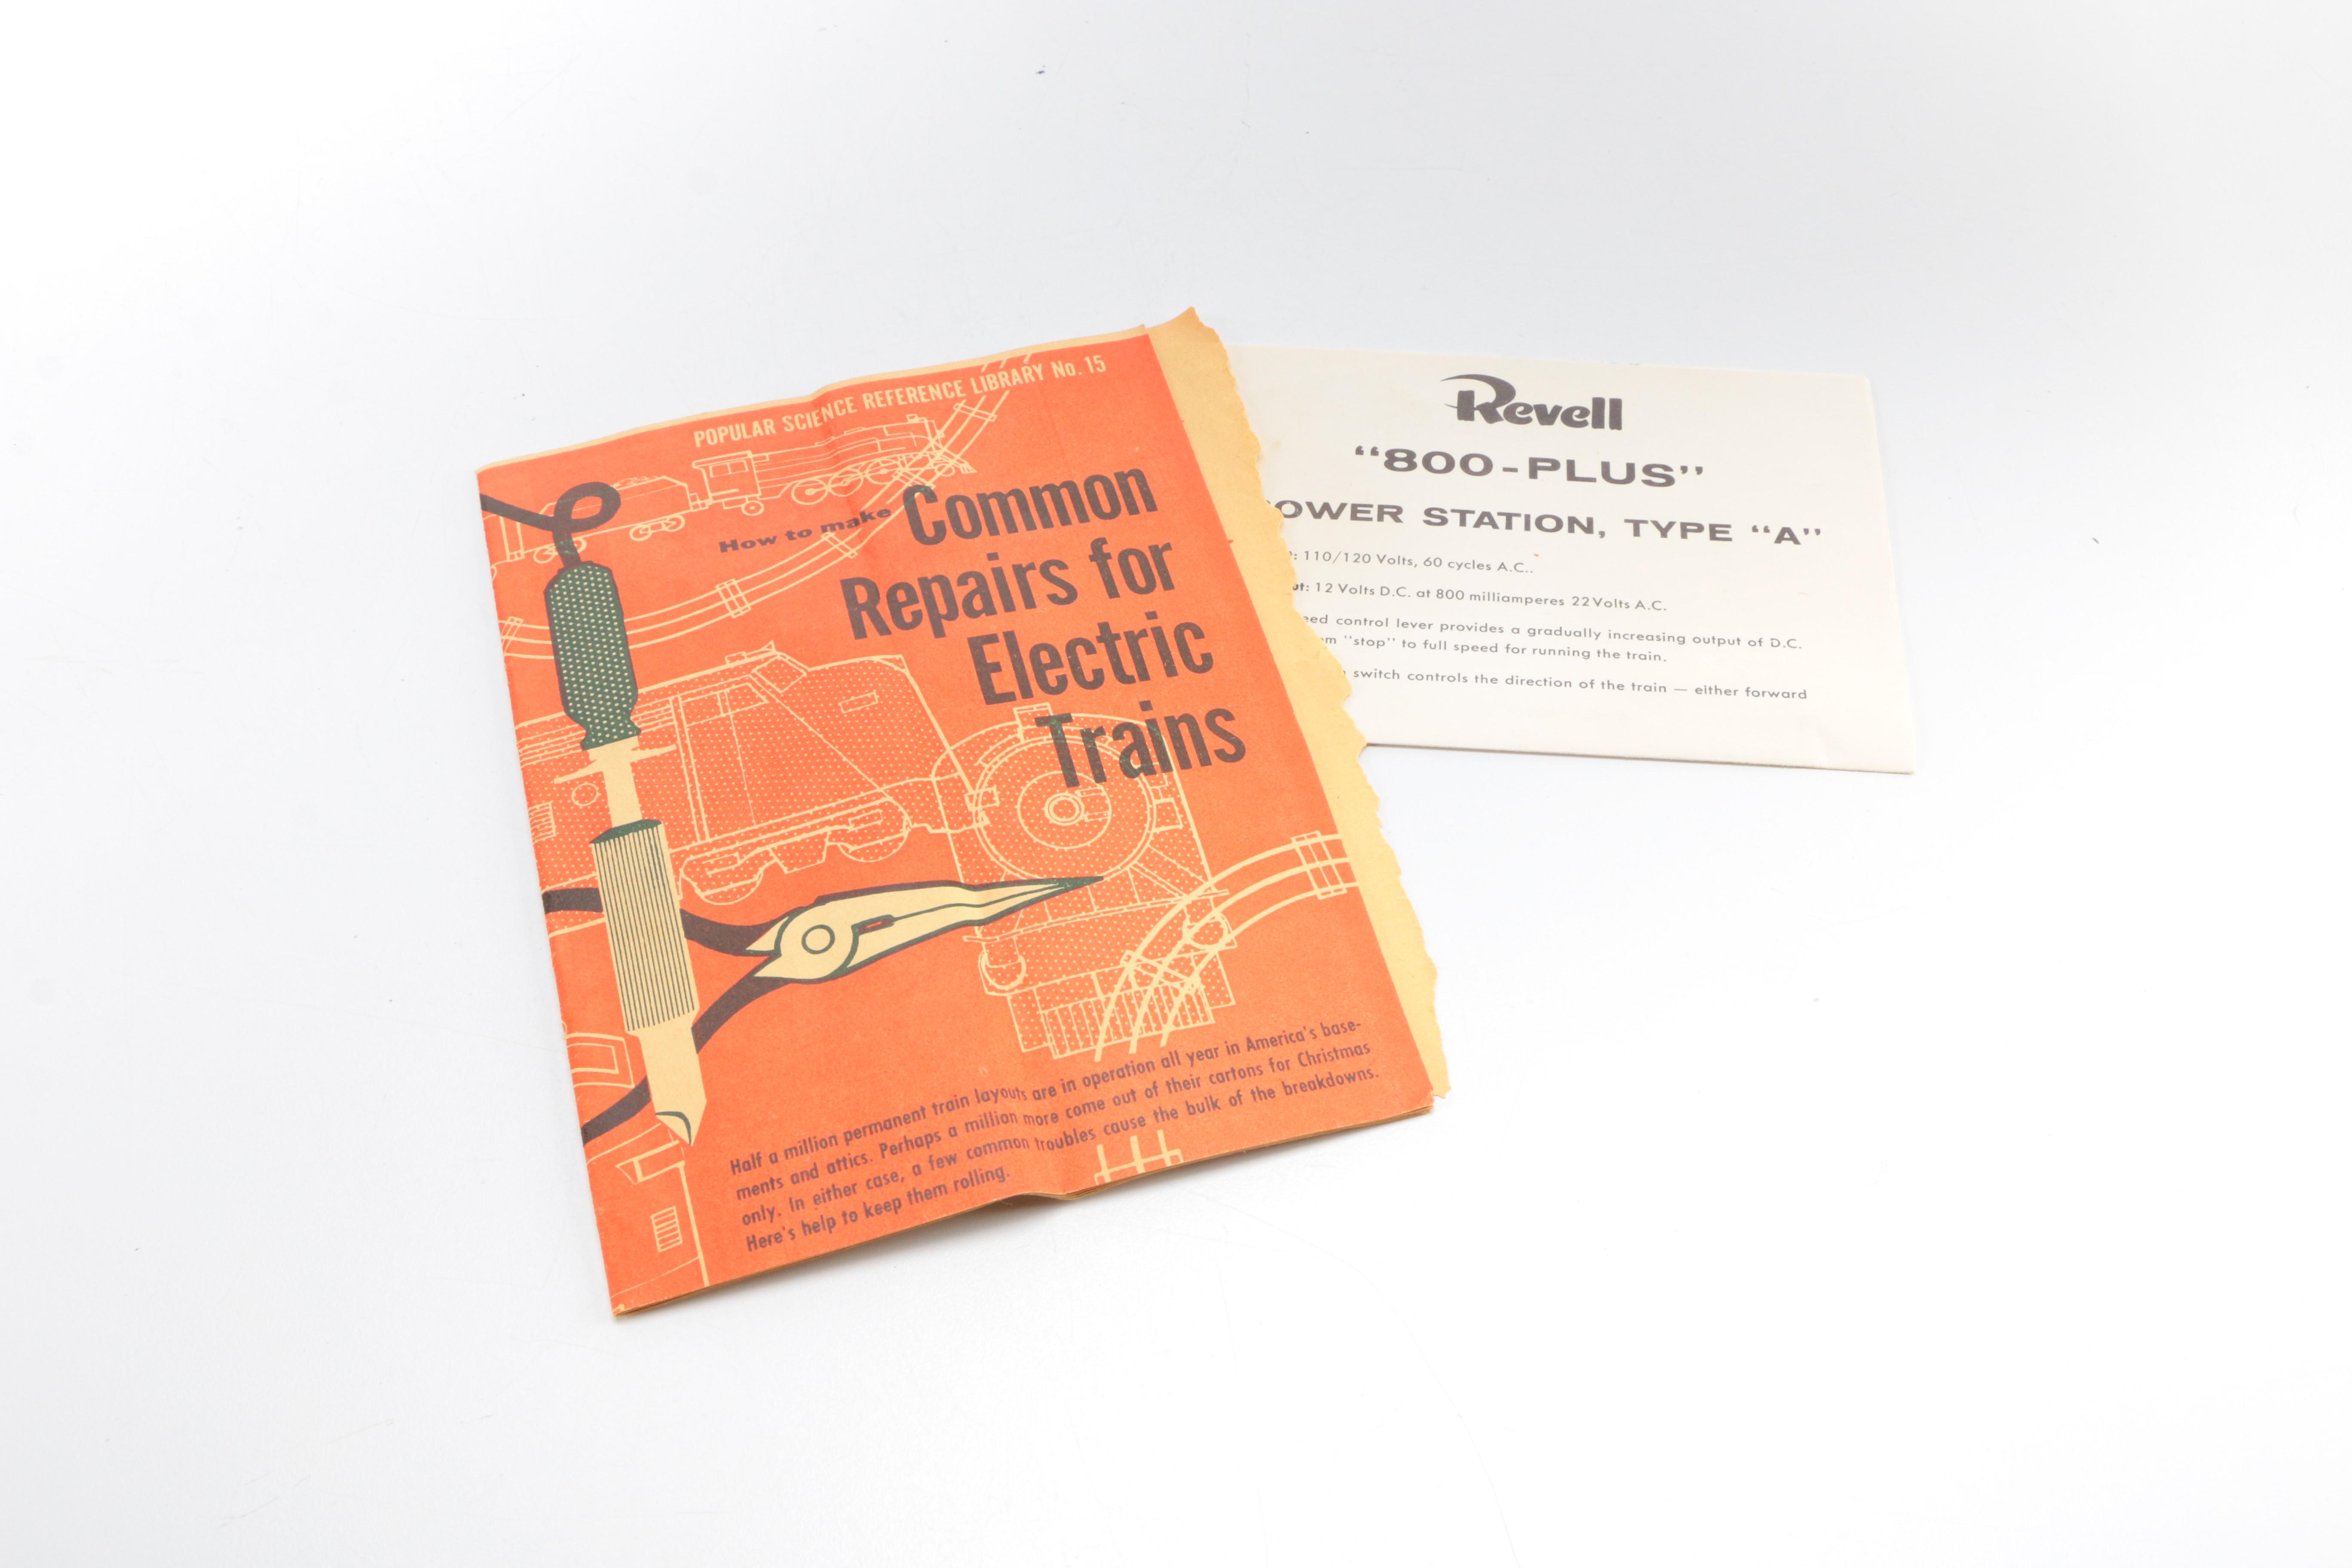 POPULAR SCIENCE REFERENCE LIBRARY No. 15
How to make Common
Repairs for
Electric
Trains
Half a million permanent train layouts are in operation all year in America's base-
ments and attics. Perhaps a million more come out of their cartons for Christmas
only. In either case, a few common troubles cause the bulk of the breakdowns.
Here's help to keep them rolling.
Revell
"800-PLUS"
OWER STATION, TYPE "A"
: 110/120 Volts, 60 cycles A.C..
ut: 12 Volts D.C. at 800 milliamperes 22 Volts A.C.
eed control lever provides a gradually increasing output of D.C.
om "stop" to full speed for running the train.
switch controls the direction of the train — either forward